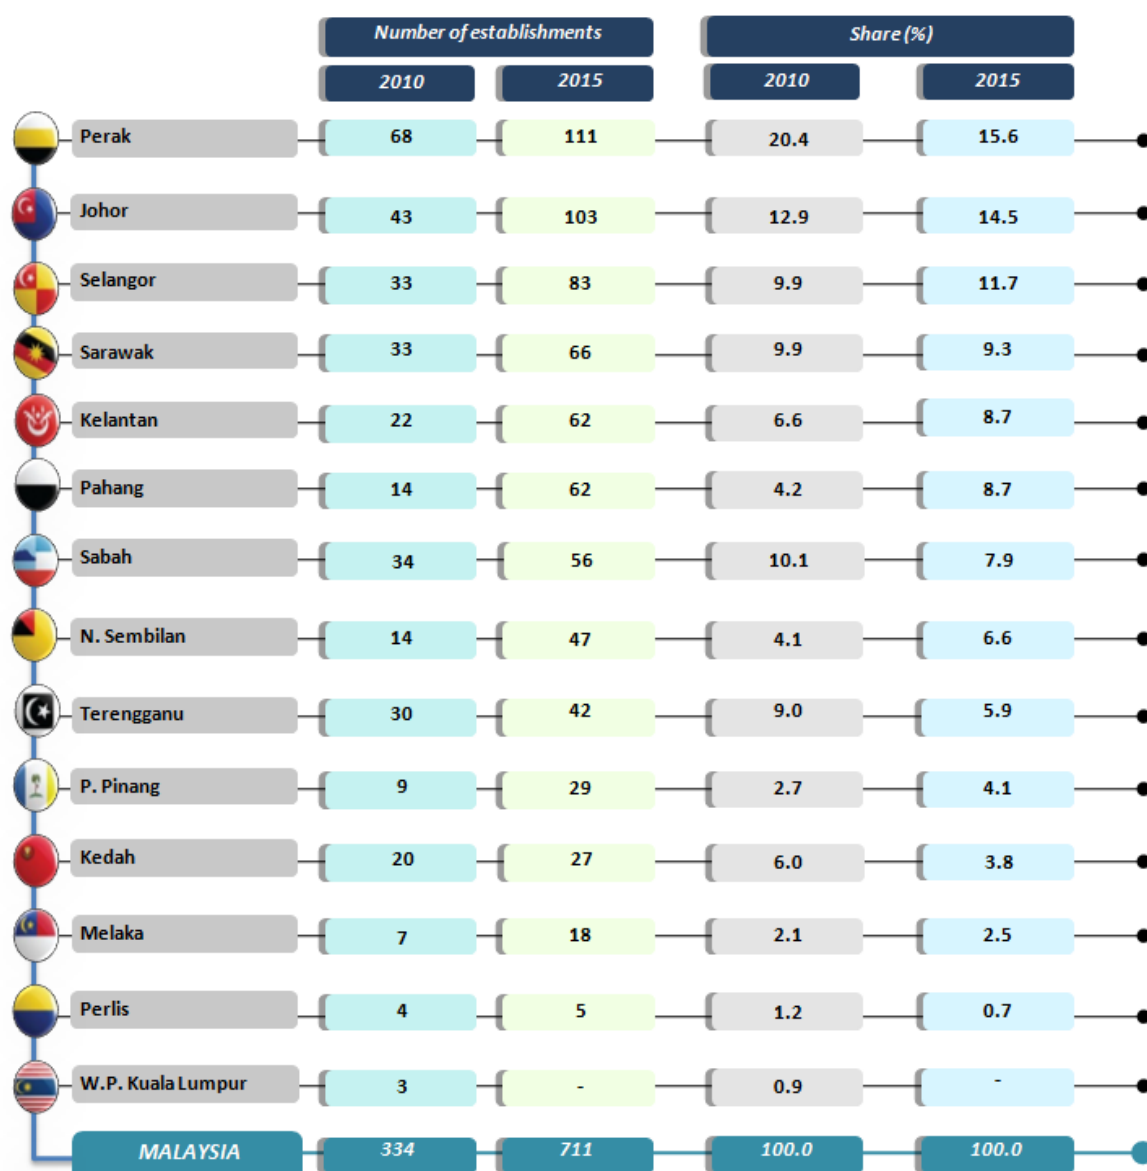 Number of establishments Share (%)
2010 2015 2010 2015
Perak 68 111 20.4 15.6
Johor 43 103 12.9 14.5
Selangor 33 83 9.9 11.7
Sarawak 33 66 9.9 9.3
Kelantan 22 62 6.6 8.7
Pahang 14 62 4.2 8.7
Sabah 34 56 10.1 7.9
N. Sembilan 14 47 4.1 6.6
Terengganu 30 42 9.0 5.9
P. Pinang 9 29 2.7 4.1
Kedah 20 27 6.0 3.8
Melaka 7 18 2.1 2.5
Perlis 4 5 1.2 0.7
W.P. Kuala Lumpur 3 - 0.9 -
MALAYSIA 334 711 100.0 100.0